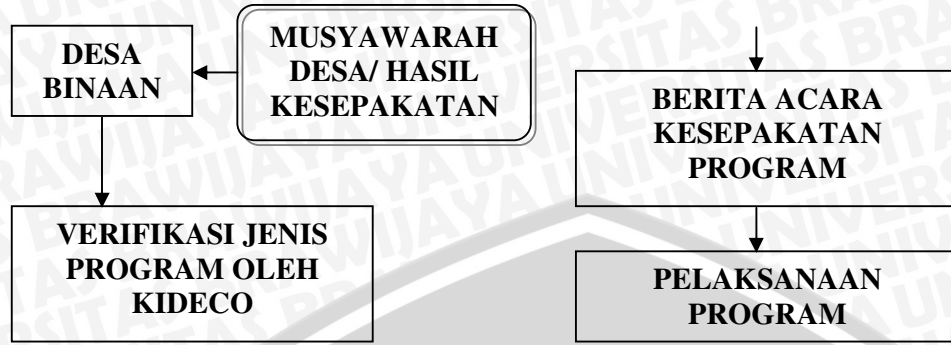 DESA
BINAAN
MUSYAWARAH
DESA/ HASIL
KESEPAKATAN
VERIFIKASI JENIS
PROGRAM OLEH
KIDECO
BERITA ACARA
KESEPAKATAN
PROGRAM
PELAKSANAAN
PROGRAM